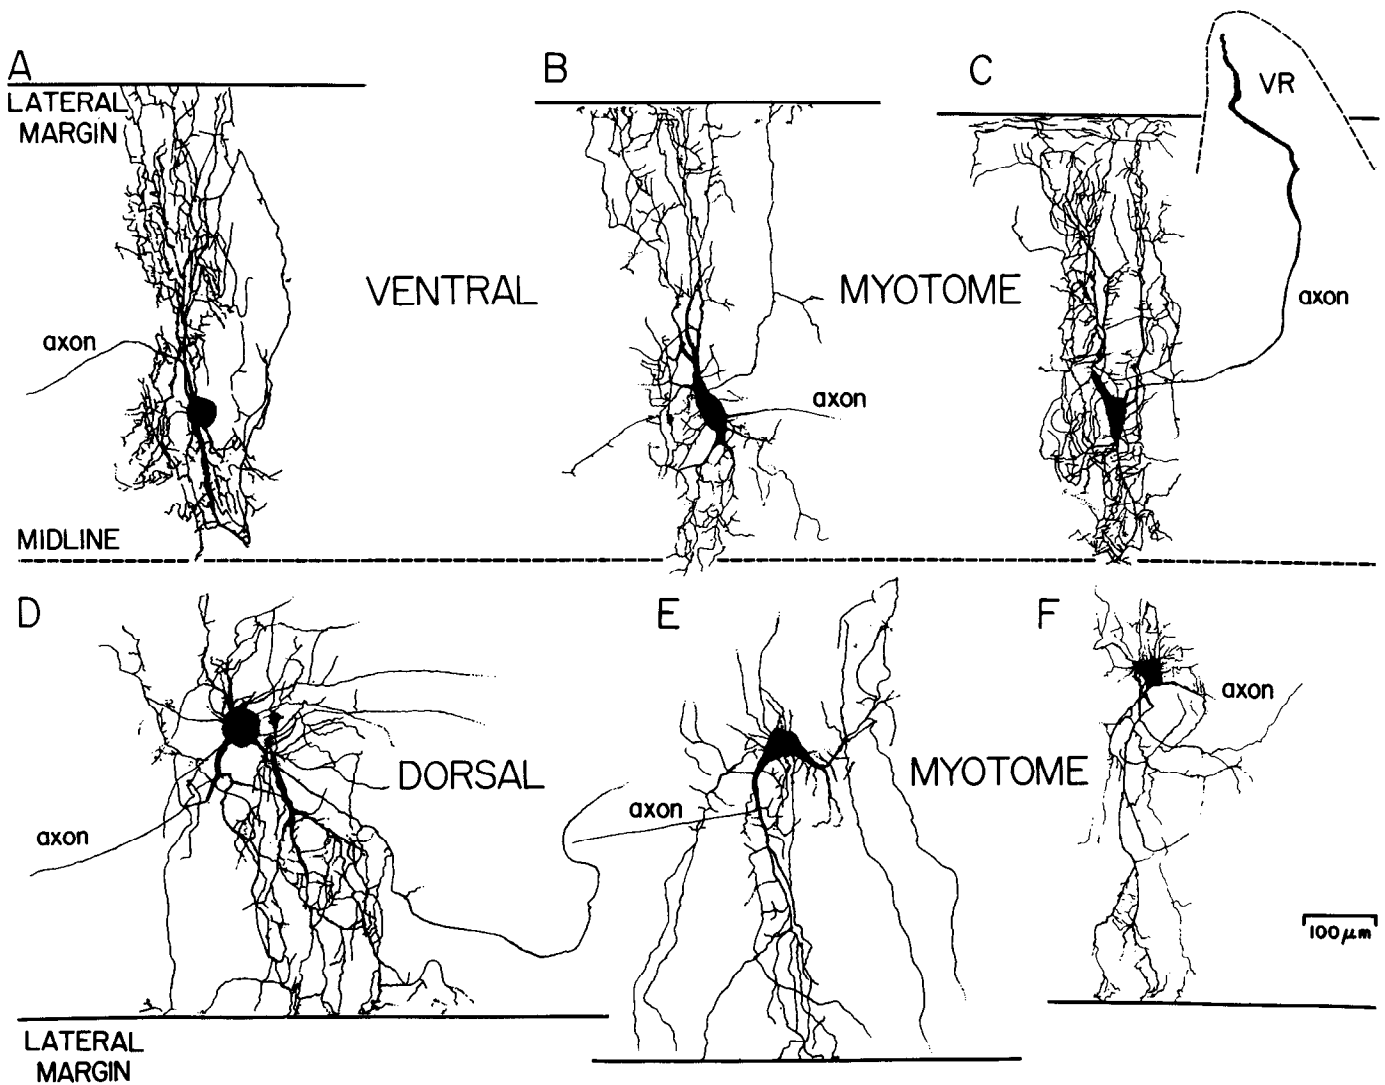 A
LATERAL
MARGIN
B
C
VR
VENTRAL
MYOTOME
axon
axon
axon
MIDLINE
D
E
F
axon
DORSAL
MYOTOME
axon
axon
100 μm
LATERAL
MARGIN